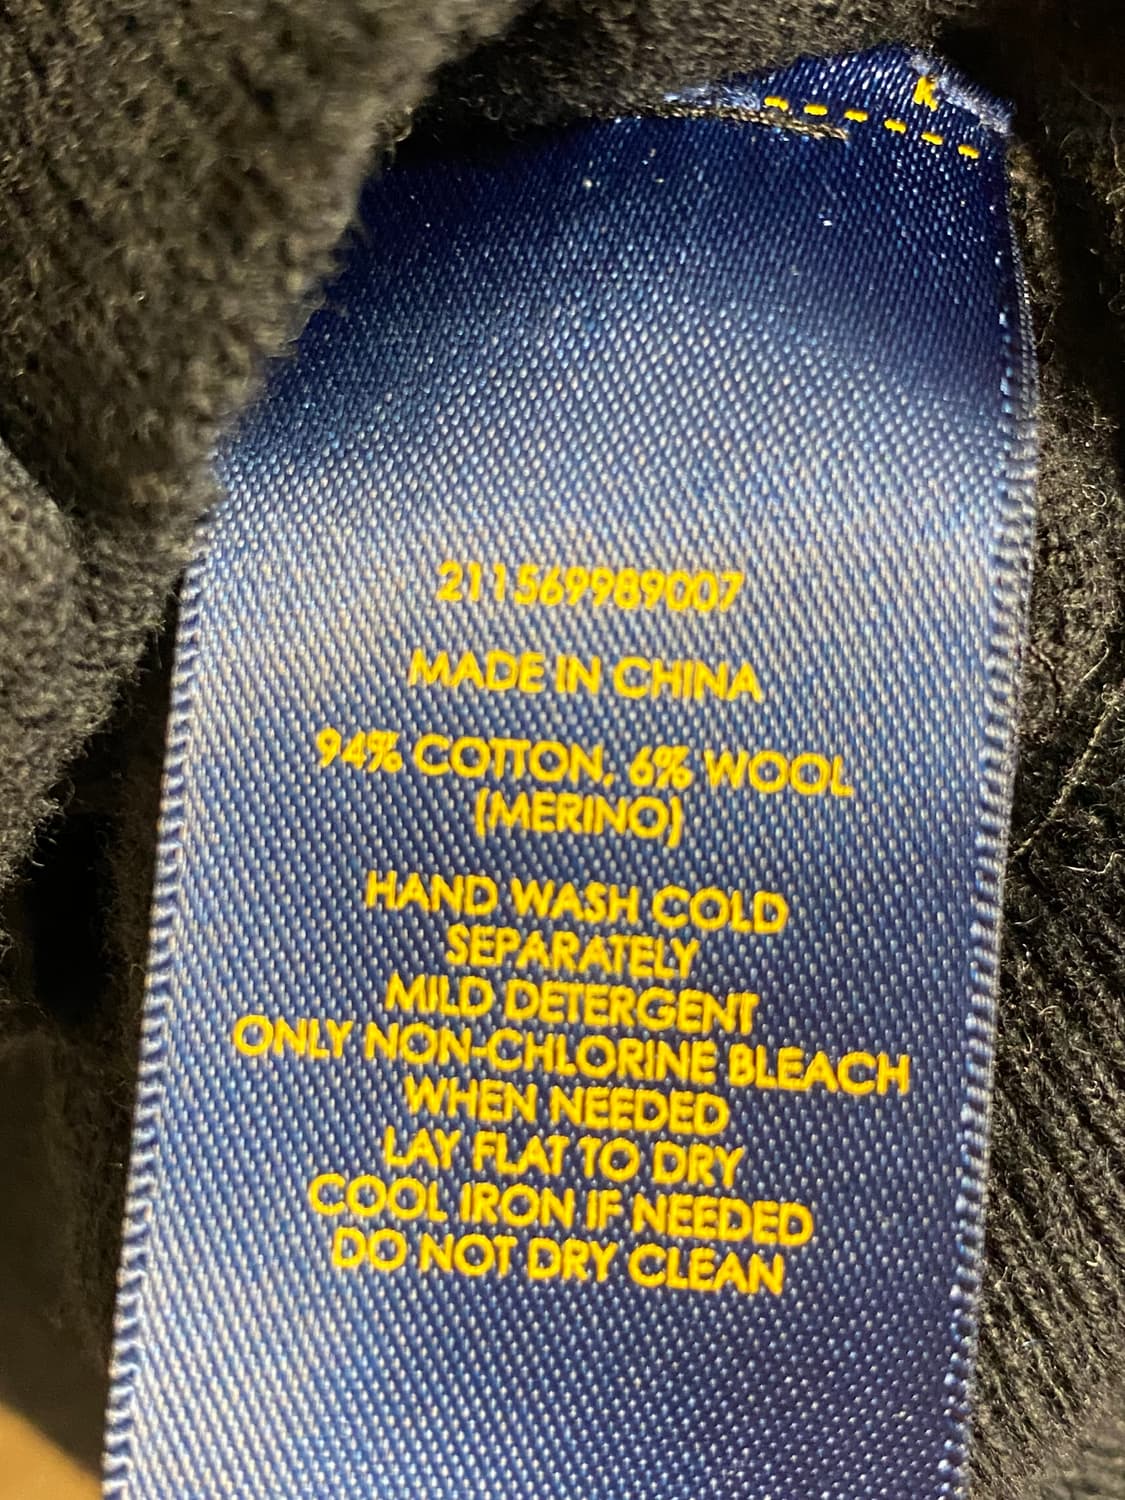 K
211569989007
MADE IN CHINA
94% COTTON, 6% WOOL
(MERINO)
HAND WASH COLD
SEPARATELY
MILD DETERGENT
ONLY NON-CHLORINE BLEACH
WHEN NEEDED
LAY FLAT TO DRY
COOL IRON IF NEEDED
DO NOT DRY CLEAN